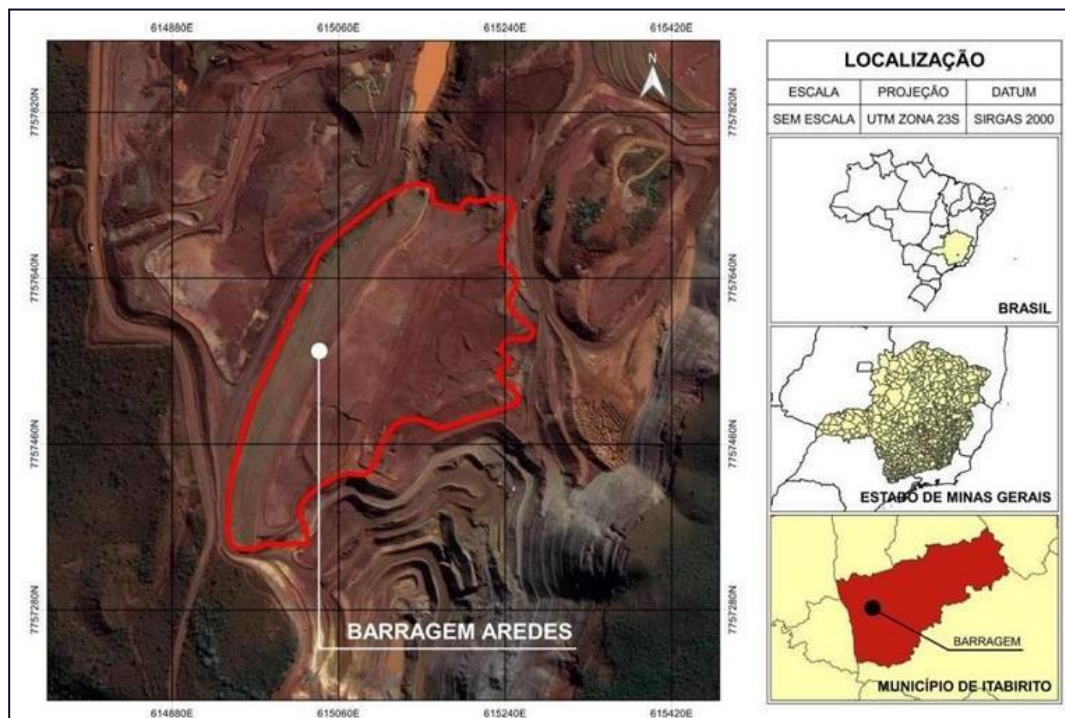 614880E 615060E 615240E 615420E
N
7757820N 7757820N
7757640N 7757640N
7757460N 7757460N
7757280N 7757280N
BARRAGEM AREDES
614880E 615060E 615240E 615420E
LOCALIZAÇÃO
ESCALA PROJEÇÃO DATUM
SEM ESCALA UTM ZONA 23S SIRGAS 2000
BRASIL
ESTADO DE MINAS GERAIS
BARRAGEM
MUNICÍPIO DE ITABIRITO